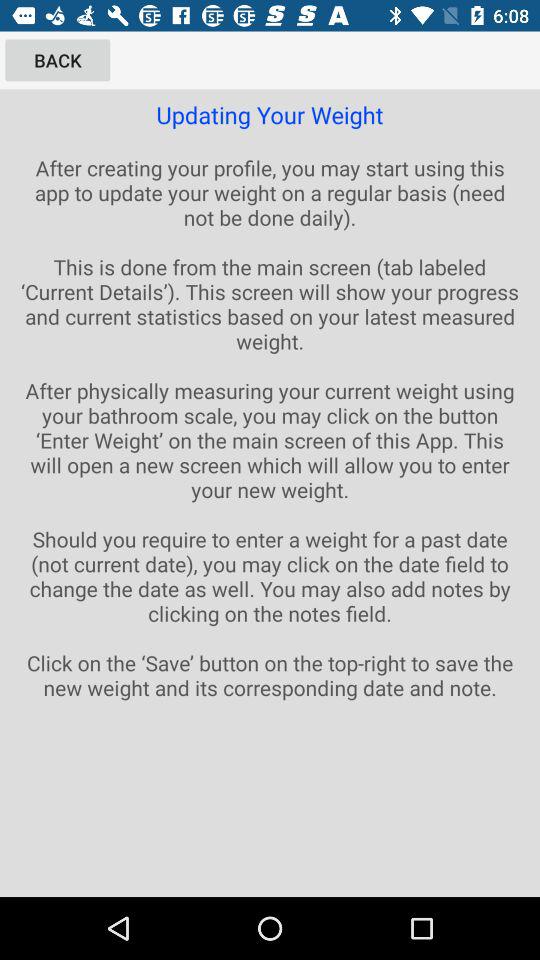 6:08
BACK
Updating Your Weight
After creating your profile, you may start using this
app to update your weight on a regular basis (need
not be done daily).
This is done from the main screen (tab labeled
‘Current Details’). This screen will show your progress
and current statistics based on your latest measured
weight.
After physically measuring your current weight using
your bathroom scale, you may click on the button
‘Enter Weight’ on the main screen of this App. This
will open a new screen which will allow you to enter
your new weight.
Should you require to enter a weight for a past date
(not current date), you may click on the date field to
change the date as well. You may also add notes by
clicking on the notes field.
Click on the ‘Save’ button on the top-right to save the
new weight and its corresponding date and note.